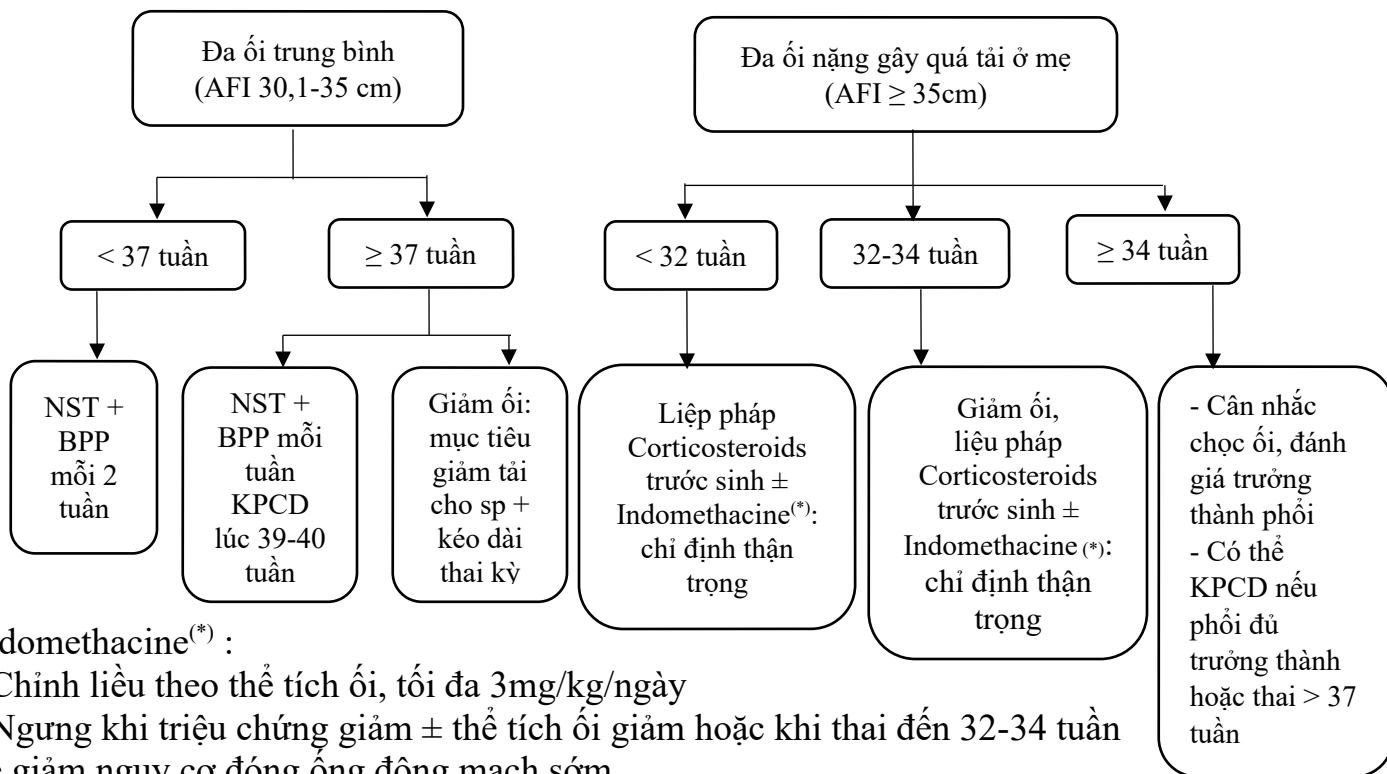 Đa ối trung bình
(AFI 30,1-35 cm)
Đa ối nặng gây quá tải ở mẹ
(AFI ≥ 35cm)
< 37 tuần
≥ 37 tuần
< 32 tuần
32-34 tuần
≥ 34 tuần
NST +
BPP
mỗi 2
tuần
NST +
BPP mỗi
tuần
KPCD
lúc 39-40
tuần
Giảm ối:
mục tiêu
giảm tải
cho sp +
kéo dài
thai kỳ
Liệp pháp
Corticosteroids
trước sinh ±
Indomethacine(*):
chỉ định thận
trọng
Giảm ối,
liệu pháp
Corticosteroids
trước sinh ±
Indomethacine (*):
chỉ định thận
trọng
- Cân nhắc
chọc ối, đánh
giá trưởng
thành phổi
- Có thể
KPCD nếu
phổi đủ
trưởng thành
hoặc thai > 37
tuần
domethacine(*) :
Chỉnh liều theo thể tích ối, tối đa 3mg/kg/ngày
Ngưng khi triệu chứng giảm ± thể tích ối giảm hoặc khi thai đến 32-34 tuần
giảm nguy cơ đóng ống động mạch sớm